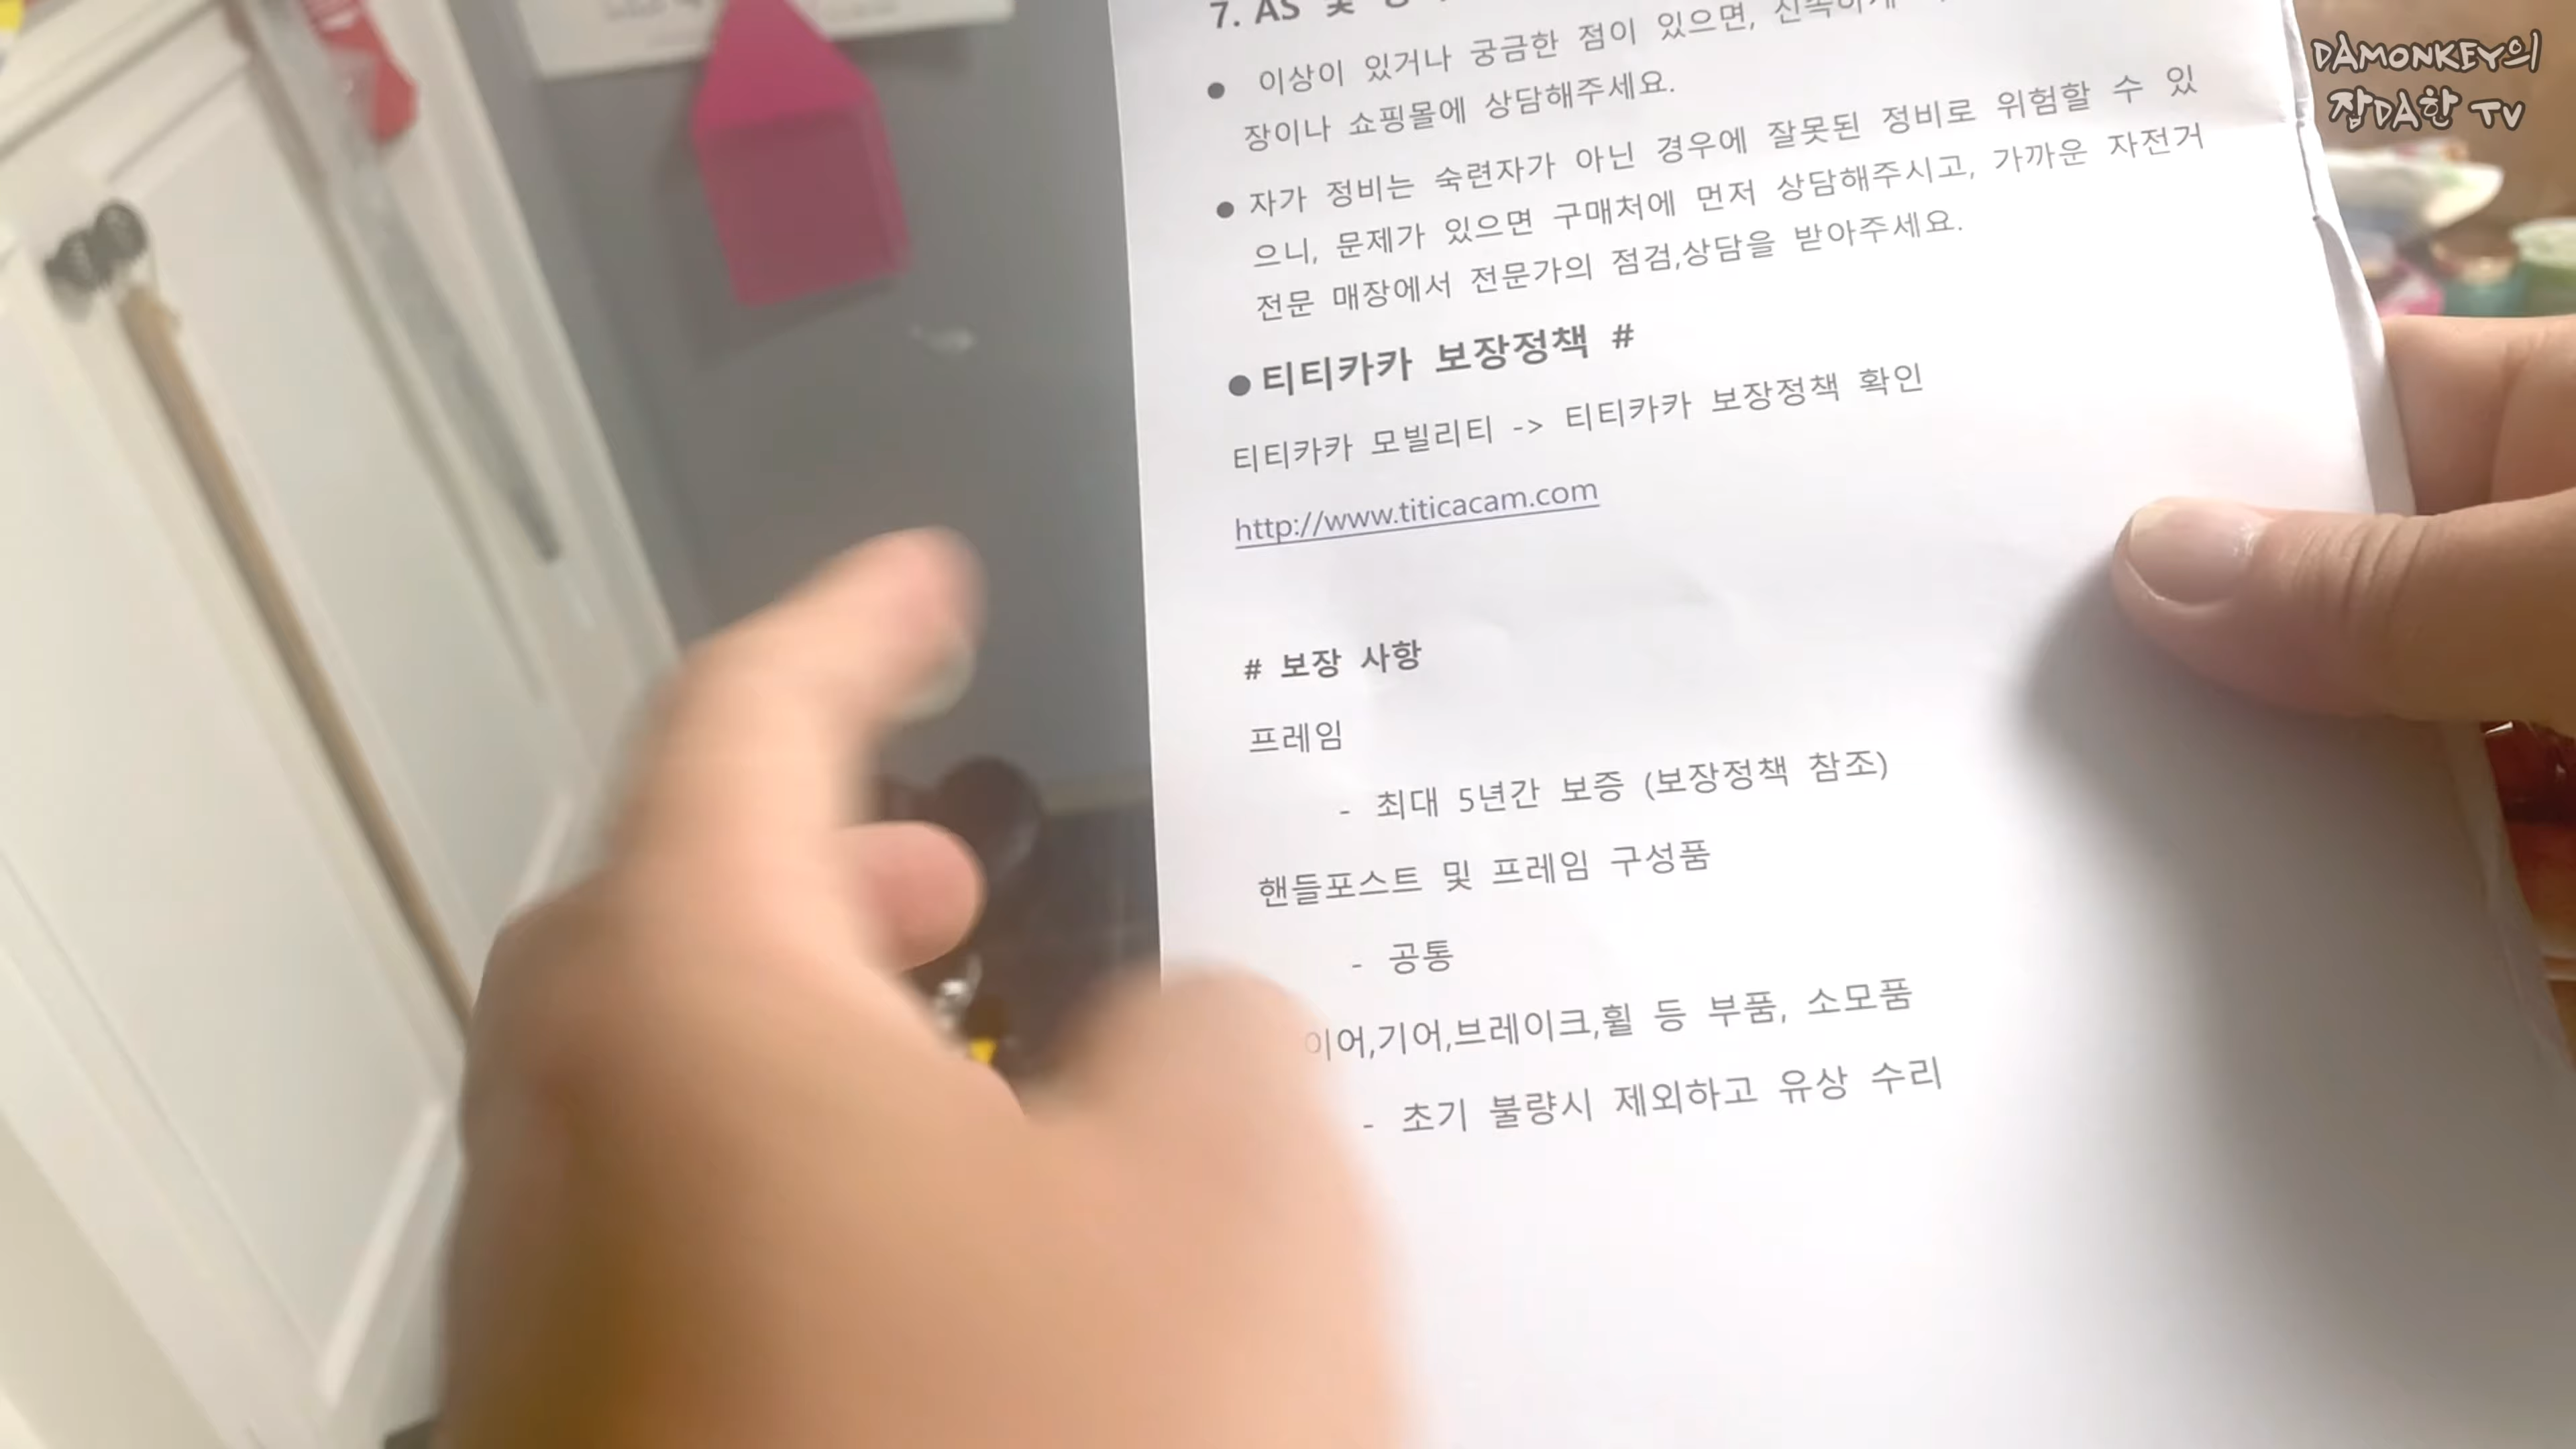 DAMONKEY의
잡DA한 TV
7. AS 및
● 이상이 있거나 궁금한 점이 있으면,
장이나 쇼핑몰에 상담해주세요.
● 자가 정비는 숙련자가 아닌 경우에 잘못된 정비로 위험할 수 있
으니, 문제가 있으면 구매처에 먼저 상담해주시고, 가까운 자전거
전문 매장에서 전문가의 점검,상담을 받아주세요.
● 티티카카 보장정책 #
티티카카 모빌리티 -> 티티카카 보장정책 확인
http://www.titicacam.com
# 보장 사항
프레임
- 최대 5년간 보증 (보장정책 참조)
핸들포스트 및 프레임 구성품
- 공통
이어,기어,브레이크,휠 등 부품, 소모품
- 초기 불량시 제외하고 유상 수리